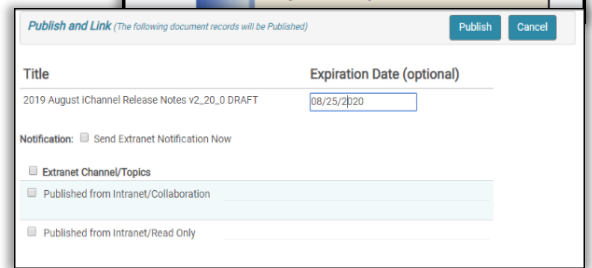 Publish and Link (The following document records will be Published)
Publish Cancel
Title Expiration Date (optional)
2019 August iChannel Release Notes v2_20_0 DRAFT 08/25/2020
Notification: Send Extranet Notification Now
Extranet Channel/Topics
Published from Intranet/Collaboration
Published from Intranet/Read Only